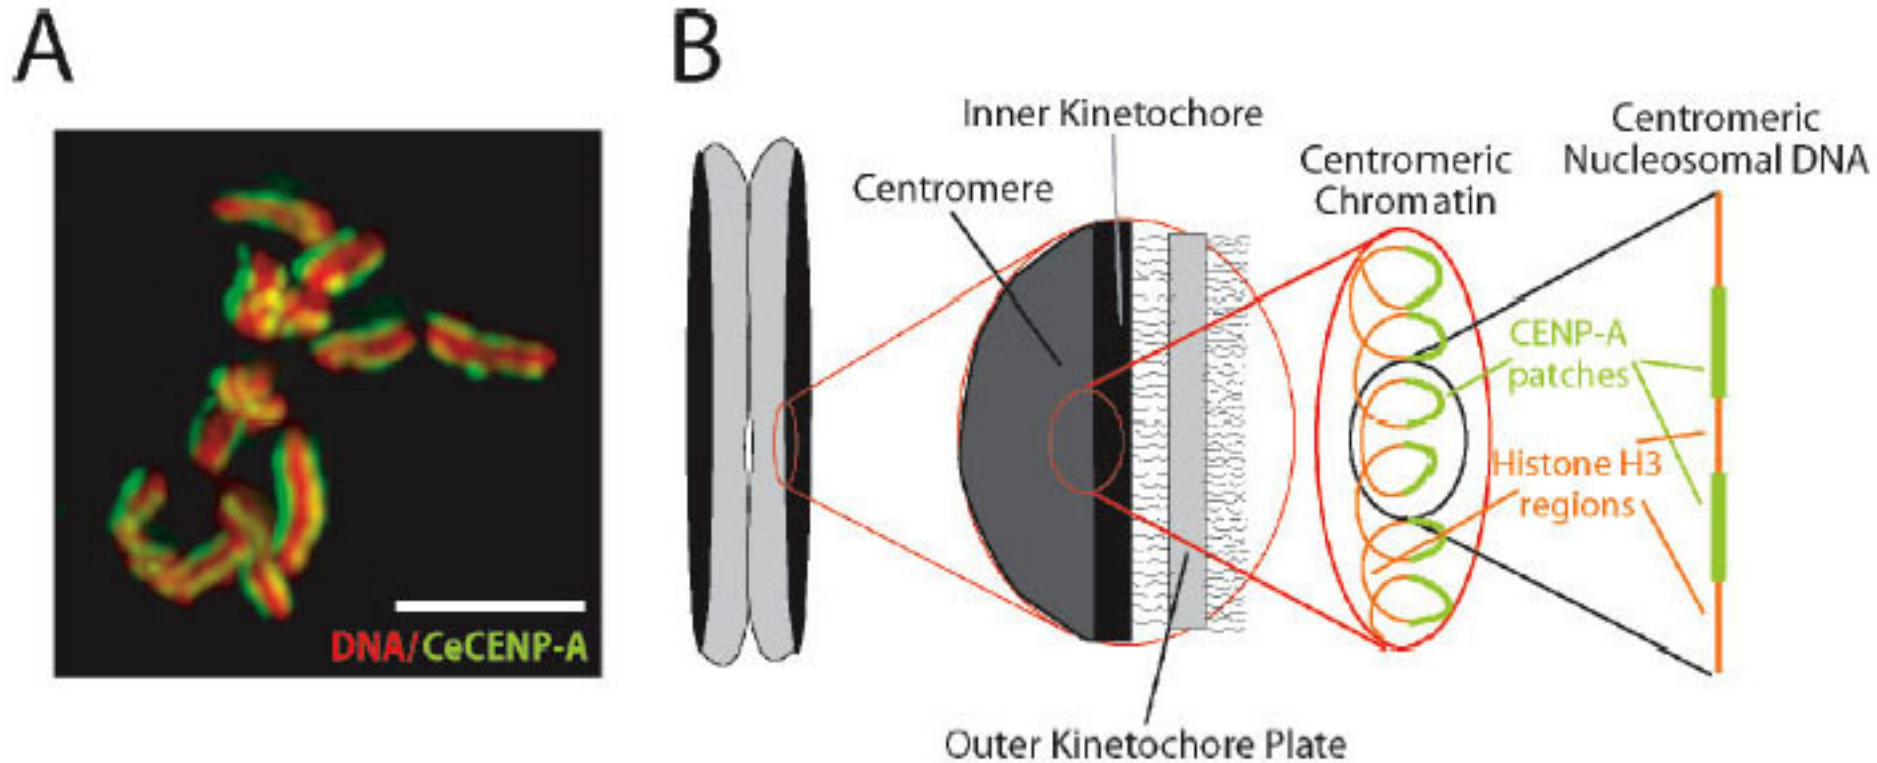 A
B
DNA/CeCENP-A
Inner Kinetochore
Centromere
Centromeric
Chromatin
Centromeric
Nucleosomal DNA
CENP-A
patches
Histone H3
regions
Outer Kinetochore Plate